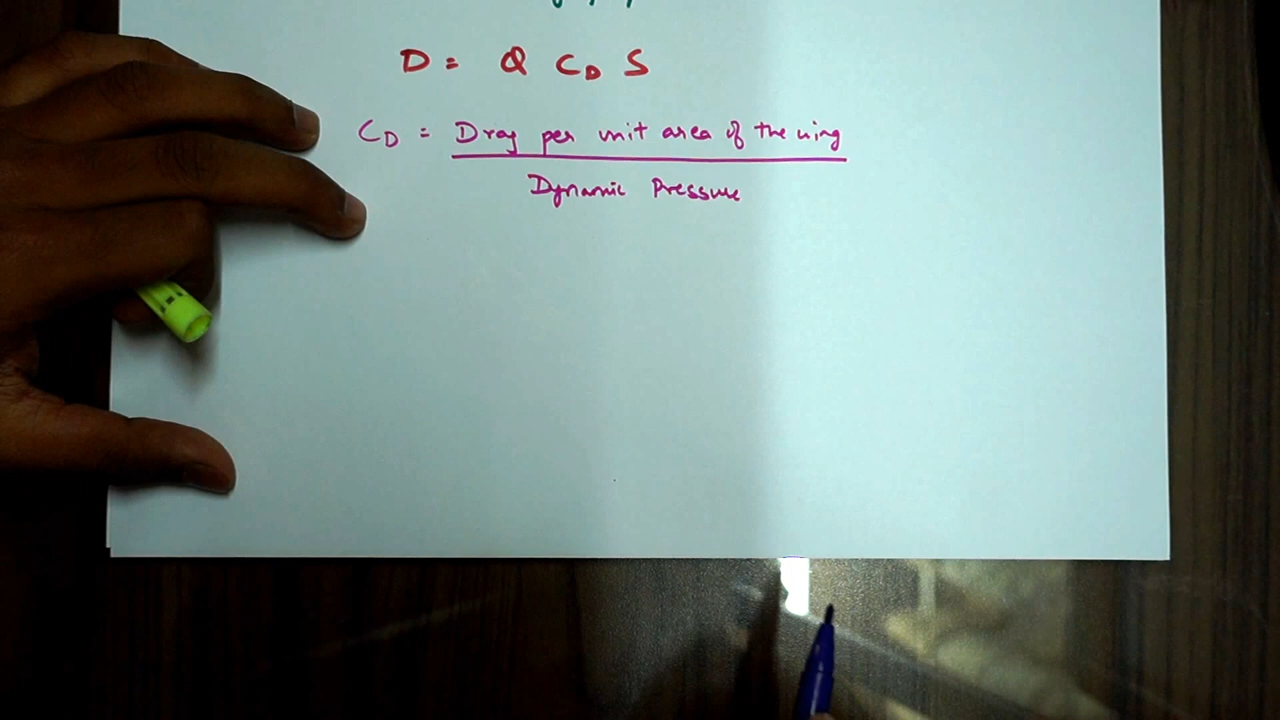 D = Q C_D S
C_D = Drag per unit area of the wing
Dynamic Pressure